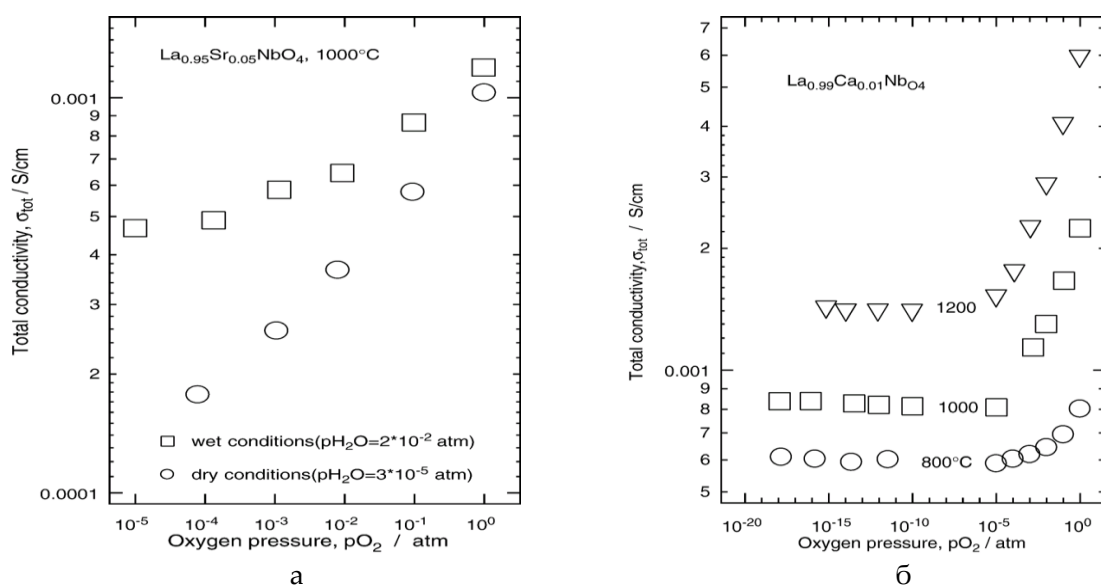 La0.95Sr0.05NbO4, 1000°C
Total conductivity, σtot / S/cm
0.001
9
8
7
6
5
4
3
2
0.0001
wet conditions(pH2O=2*10-2 atm)
dry conditions(pH2O=3*10-5 atm)
10-5 10-4 10-3 10-2 10-1 100
Oxygen pressure, pO2 / atm
а
La0.99Ca0.01NbO4
Total conductivity,σtot / S/cm
7
6
5
4
3
2
0.001
9
8
7
6
5
1200
1000
800°C
10-20 10-15 10-10 10-5 100
Oxygen pressure, pO2 / atm
б